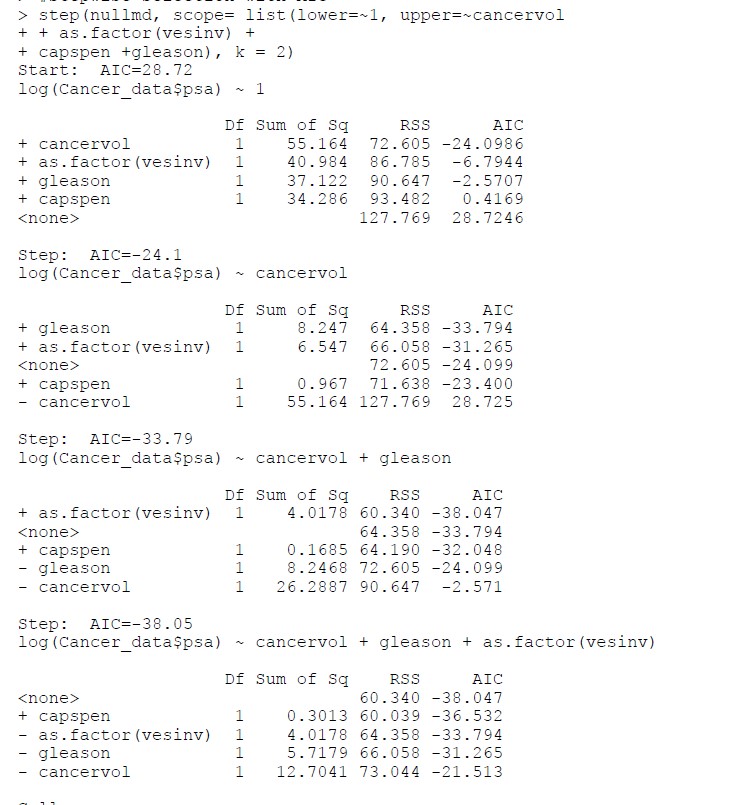 > step(nullmd, scope= list(lower=~1, upper=~cancervol
+ + as.factor(vesinv) +
+ capspen +gleason), k = 2)
Start:  AIC=28.72
log(Cancer_data$psa) ~ 1
Df Sum of Sq RSS AIC
+ cancervol 1 55.164 72.605 -24.0986
+ as.factor(vesinv) 1 40.984 86.785 -6.7944
+ gleason 1 37.122 90.647 -2.5707
+ capspen 1 34.286 93.482 0.4169
<none> 127.769 28.7246
Step:  AIC=-24.1
log(Cancer_data$psa) ~ cancervol
Df Sum of Sq RSS AIC
+ gleason 1 8.247 64.358 -33.794
+ as.factor(vesinv) 1 6.547 66.058 -31.265
<none> 72.605 -24.099
+ capspen 1 0.967 71.638 -23.400
- cancervol 1 55.164 127.769 28.725
Step:  AIC=-33.79
log(Cancer_data$psa) ~ cancervol + gleason
Df Sum of Sq RSS AIC
+ as.factor(vesinv) 1 4.0178 60.340 -38.047
<none> 64.358 -33.794
+ capspen 1 0.1685 64.190 -32.048
- gleason 1 8.2468 72.605 -24.099
- cancervol 1 26.2887 90.647 -2.571
Step:  AIC=-38.05
log(Cancer_data$psa) ~ cancervol + gleason + as.factor(vesinv)
Df Sum of Sq RSS AIC
<none> 60.340 -38.047
+ capspen 1 0.3013 60.039 -36.532
- as.factor(vesinv) 1 4.0178 64.358 -33.794
- gleason 1 5.7179 66.058 -31.265
- cancervol 1 12.7041 73.044 -21.513